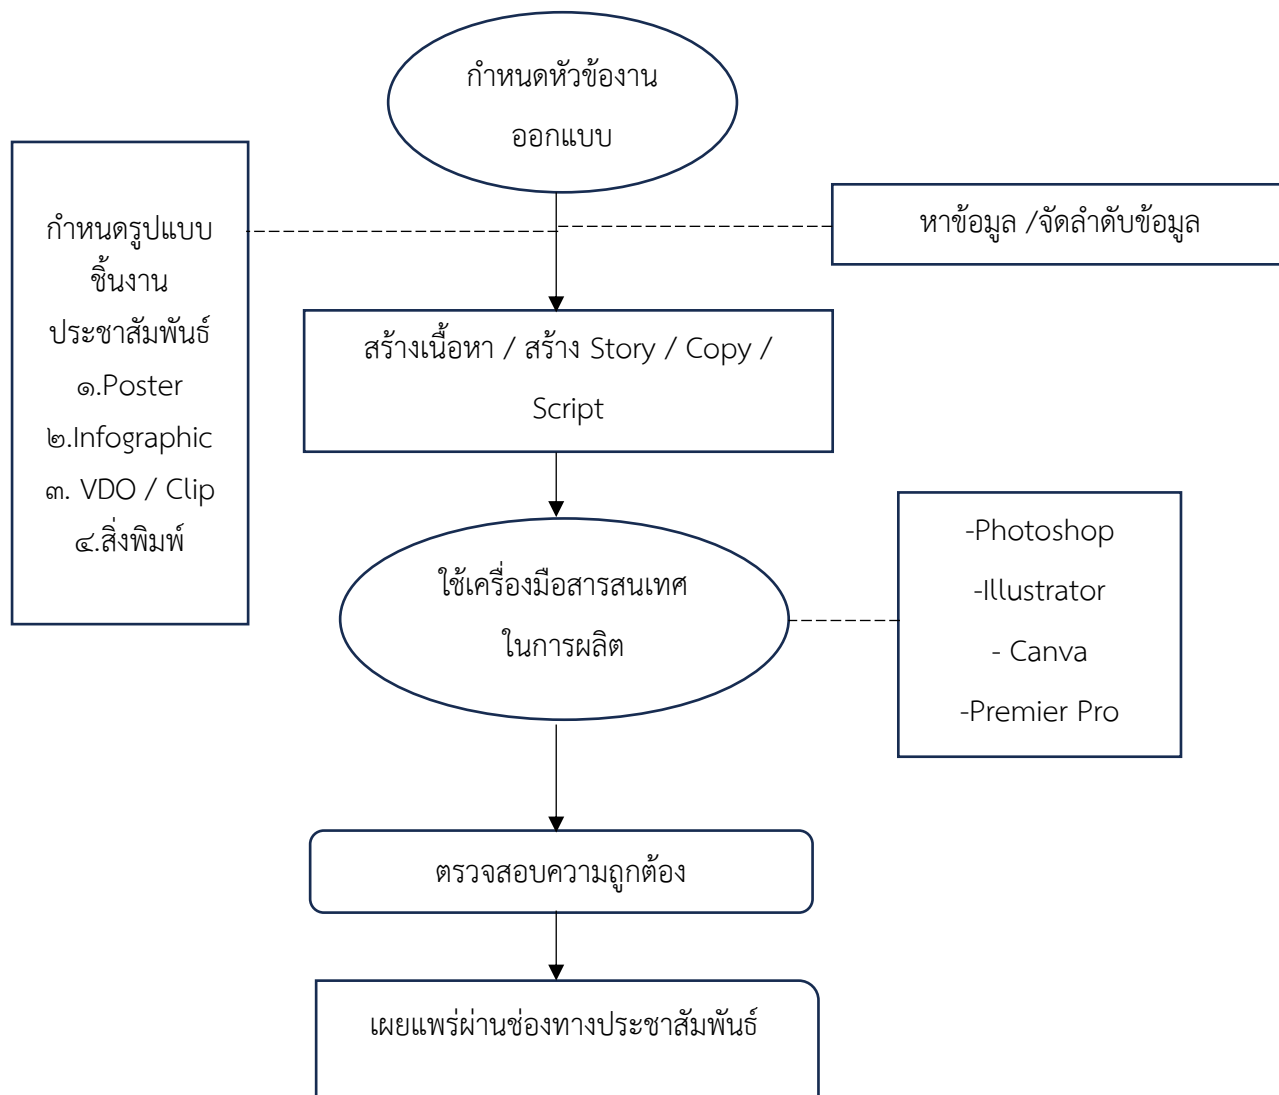 กำหนดหัวข้องาน
ออกแบบ
กำหนดรูปแบบ
ชิ้นงาน
ประชาสัมพันธ์
๑.Poster
๒.Infographic
๓. VDO / Clip
๔.สิ่งพิมพ์
หาข้อมูล /จัดลำดับข้อมูล
สร้างเนื้อหา / สร้าง Story / Copy /
Script
ใช้เครื่องมือสารสนเทศ
ในการผลิต
-Photoshop
-Illustrator
- Canva
-Premier Pro
ตรวจสอบความถูกต้อง
เผยแพร่ผ่านช่องทางประชาสัมพันธ์